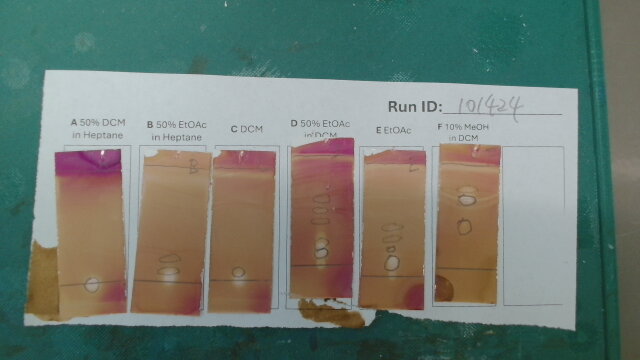 Run ID: 101424
A 50% DCM
in Heptane
B 50% EtOAc
in Heptane
C DCM
D 50% EtOAc
in DCM
E EtOAc
F 10% MeOH
in DCM